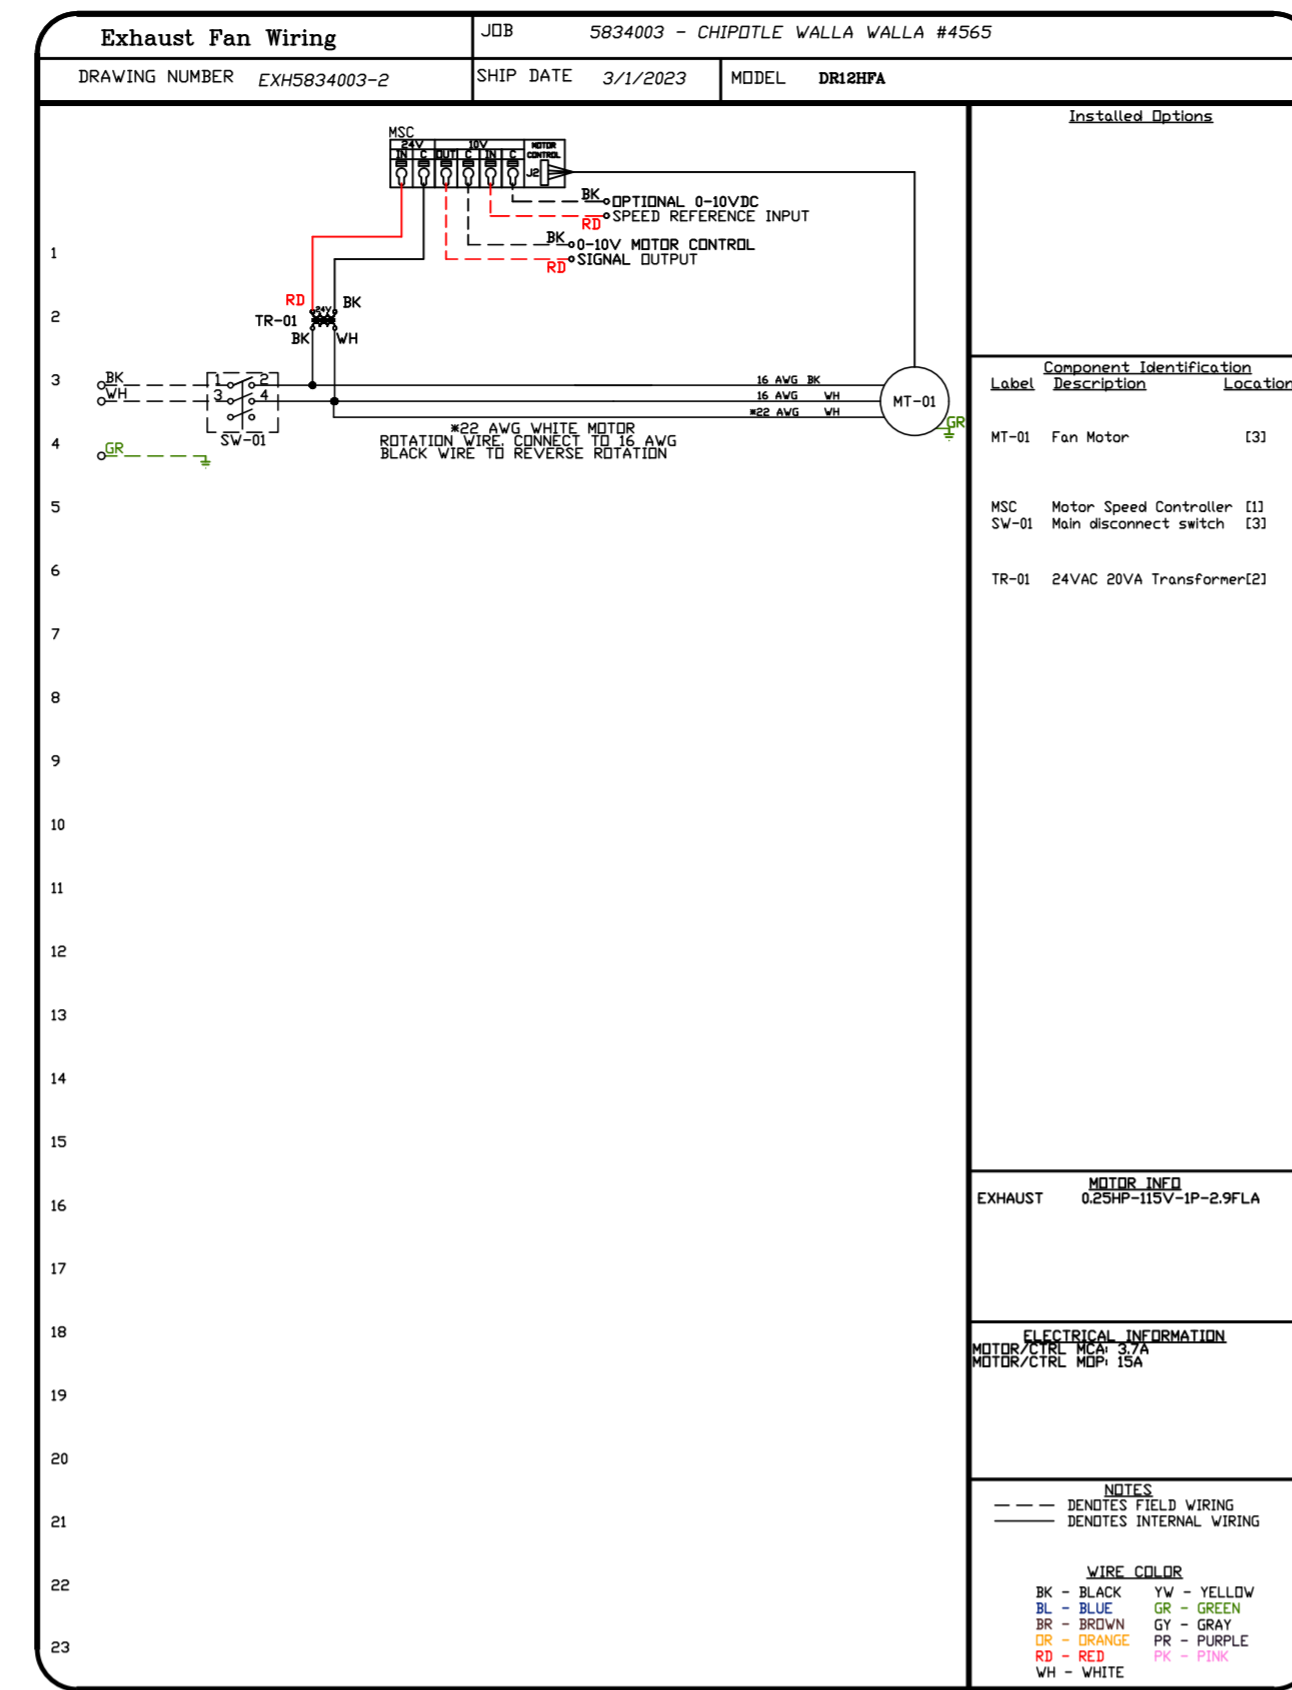 Exhaust Fan Wiring
JOB 5834003 - CHIPOTLE WALLA WALLA #4565
DRAWING NUMBER EXH5834003-2
SHIP DATE 3/1/2023
MODEL DR12HFA
MSC
24V 10V MOTOR CONTROL
IN C OUT C IN C
J2
BK OPTIONAL 0-10VDC
RD SPEED REFERENCE INPUT
BK 0-10V MOTOR CONTROL
RD SIGNAL OUTPUT
RD BK
24V
TR-01
BK WH
BK 1 2 16 AWG BK
WH 3 4 16 AWG WH
MT-01
*22 AWG WH
GR
SW-01
GR
*22 AWG WHITE MOTOR
ROTATION WIRE. CONNECT TO 16 AWG
BLACK WIRE TO REVERSE ROTATION
1
2
3
4
5
6
7
8
9
10
11
12
13
14
15
16
17
18
19
20
21
22
23
Installed Options
Component Identification
Label Description Location
MT-01 Fan Motor [3]
MSC Motor Speed Controller [1]
SW-01 Main disconnect switch [3]
TR-01 24VAC 20VA Transformer[2]
MOTOR INFO
EXHAUST 0.25HP-115V-1P-2.9FLA
ELECTRICAL INFORMATION
MOTOR/CTRL MCA: 3.7A
MOTOR/CTRL MOP: 15A
NOTES
DENOTES FIELD WIRING
DENOTES INTERNAL WIRING
WIRE COLOR
BK - BLACK YW - YELLOW
BL - BLUE GR - GREEN
BR - BROWN GY - GRAY
OR - ORANGE PR - PURPLE
RD - RED PK - PINK
WH - WHITE